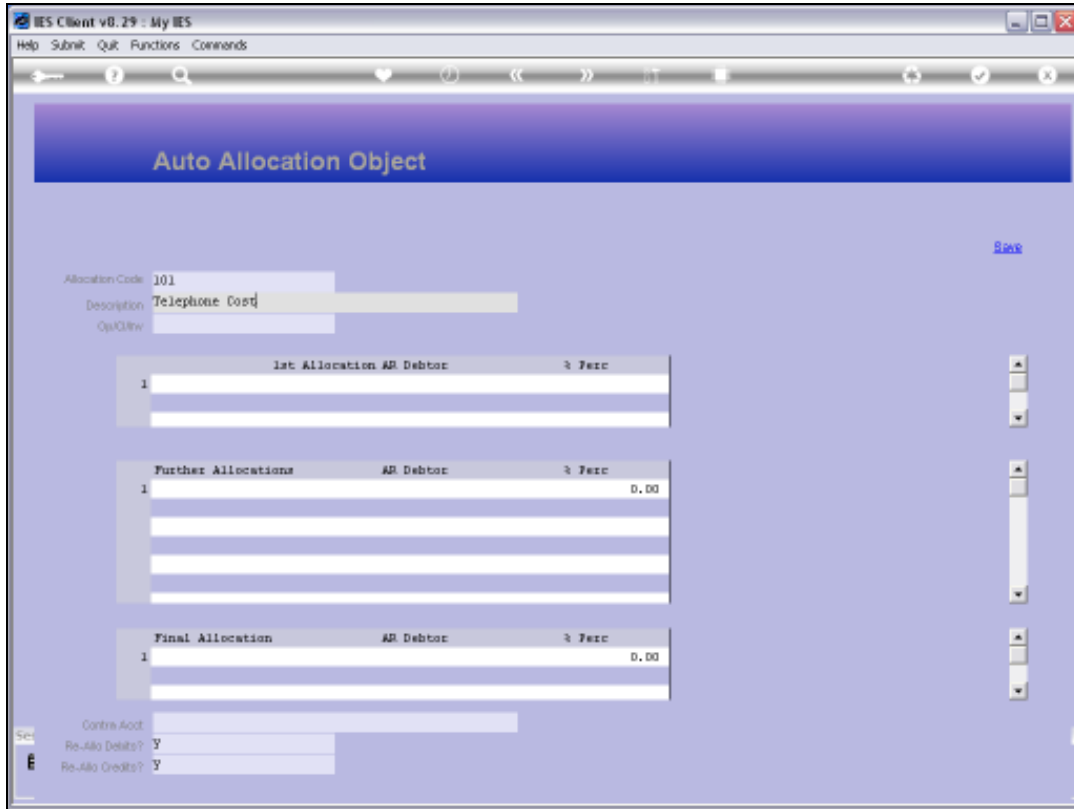 IES Client v8.29 : My IES
Help Submit Quit Functions Commands
Auto Allocation Object
Save
Allocation Code 101
Description Telephone Cost
Op/Cl/Inv
1st Allocation AR Debtor % Perc
1
Further Allocations AR Debtor % Perc
1 0.00
Final Allocation AR Debtor % Perc
1 0.00
Contra Acct
Re-Allo Debits? Y
Re-Allo Credits? Y